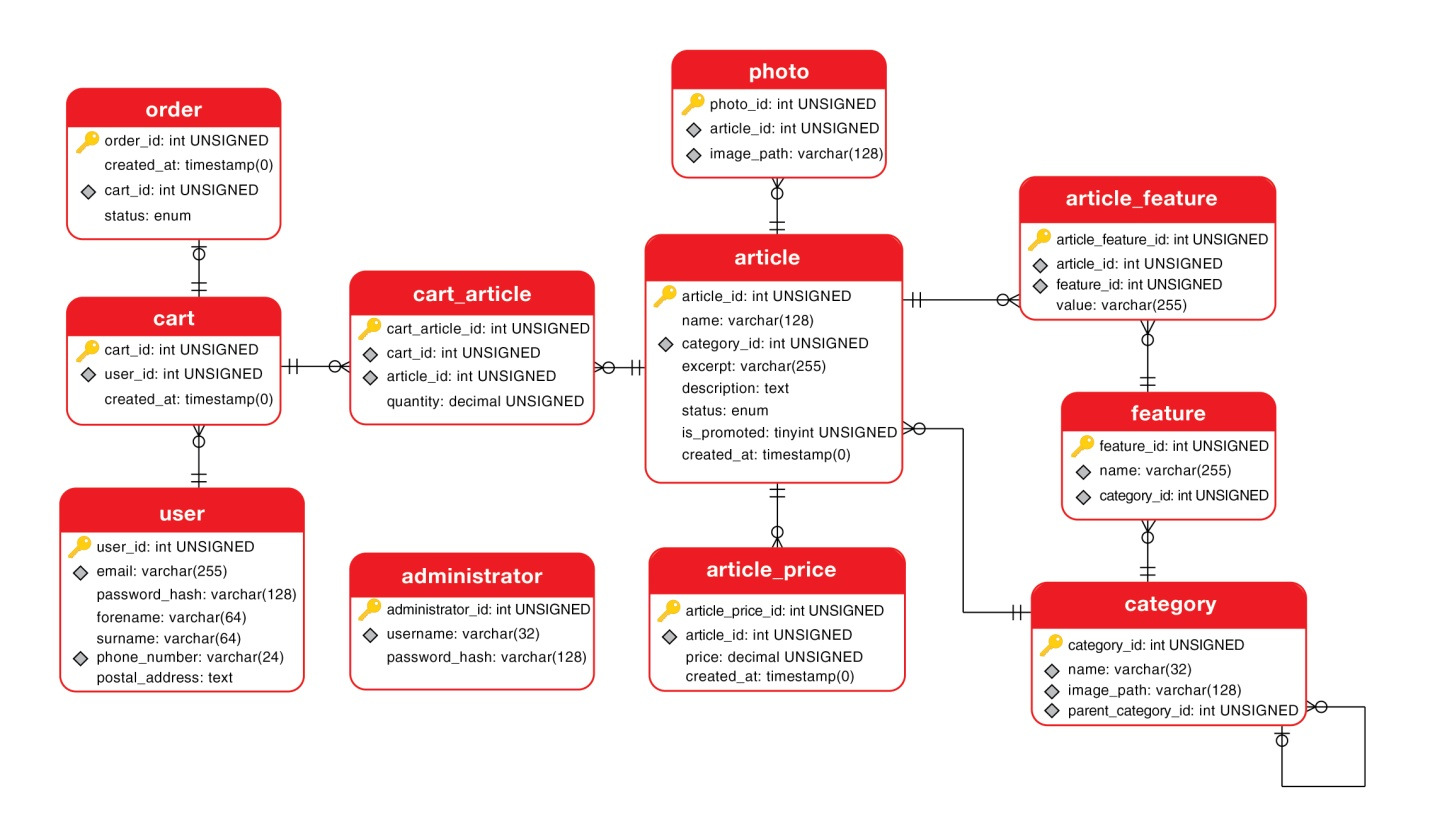 photo
photo_id: int UNSIGNED
article_id: int UNSIGNED
image_path: varchar(128)
order
order_id: int UNSIGNED
created_at: timestamp(0)
cart_id: int UNSIGNED
status: enum
article_feature
article_feature_id: int UNSIGNED
article_id: int UNSIGNED
feature_id: int UNSIGNED
value: varchar(255)
article
article_id: int UNSIGNED
name: varchar(128)
category_id: int UNSIGNED
excerpt: varchar(255)
description: text
status: enum
is_promoted: tinyint UNSIGNED
created_at: timestamp(0)
cart_article
cart_article_id: int UNSIGNED
cart_id: int UNSIGNED
article_id: int UNSIGNED
quantity: decimal UNSIGNED
cart
cart_id: int UNSIGNED
user_id: int UNSIGNED
created_at: timestamp(0)
feature
feature_id: int UNSIGNED
name: varchar(255)
category_id: int UNSIGNED
user
user_id: int UNSIGNED
email: varchar(255)
password_hash: varchar(128)
forename: varchar(64)
surname: varchar(64)
phone_number: varchar(24)
postal_address: text
administrator
administrator_id: int UNSIGNED
username: varchar(32)
password_hash: varchar(128)
article_price
article_price_id: int UNSIGNED
article_id: int UNSIGNED
price: decimal UNSIGNED
created_at: timestamp(0)
category
category_id: int UNSIGNED
name: varchar(32)
image_path: varchar(128)
parent_category_id: int UNSIGNED